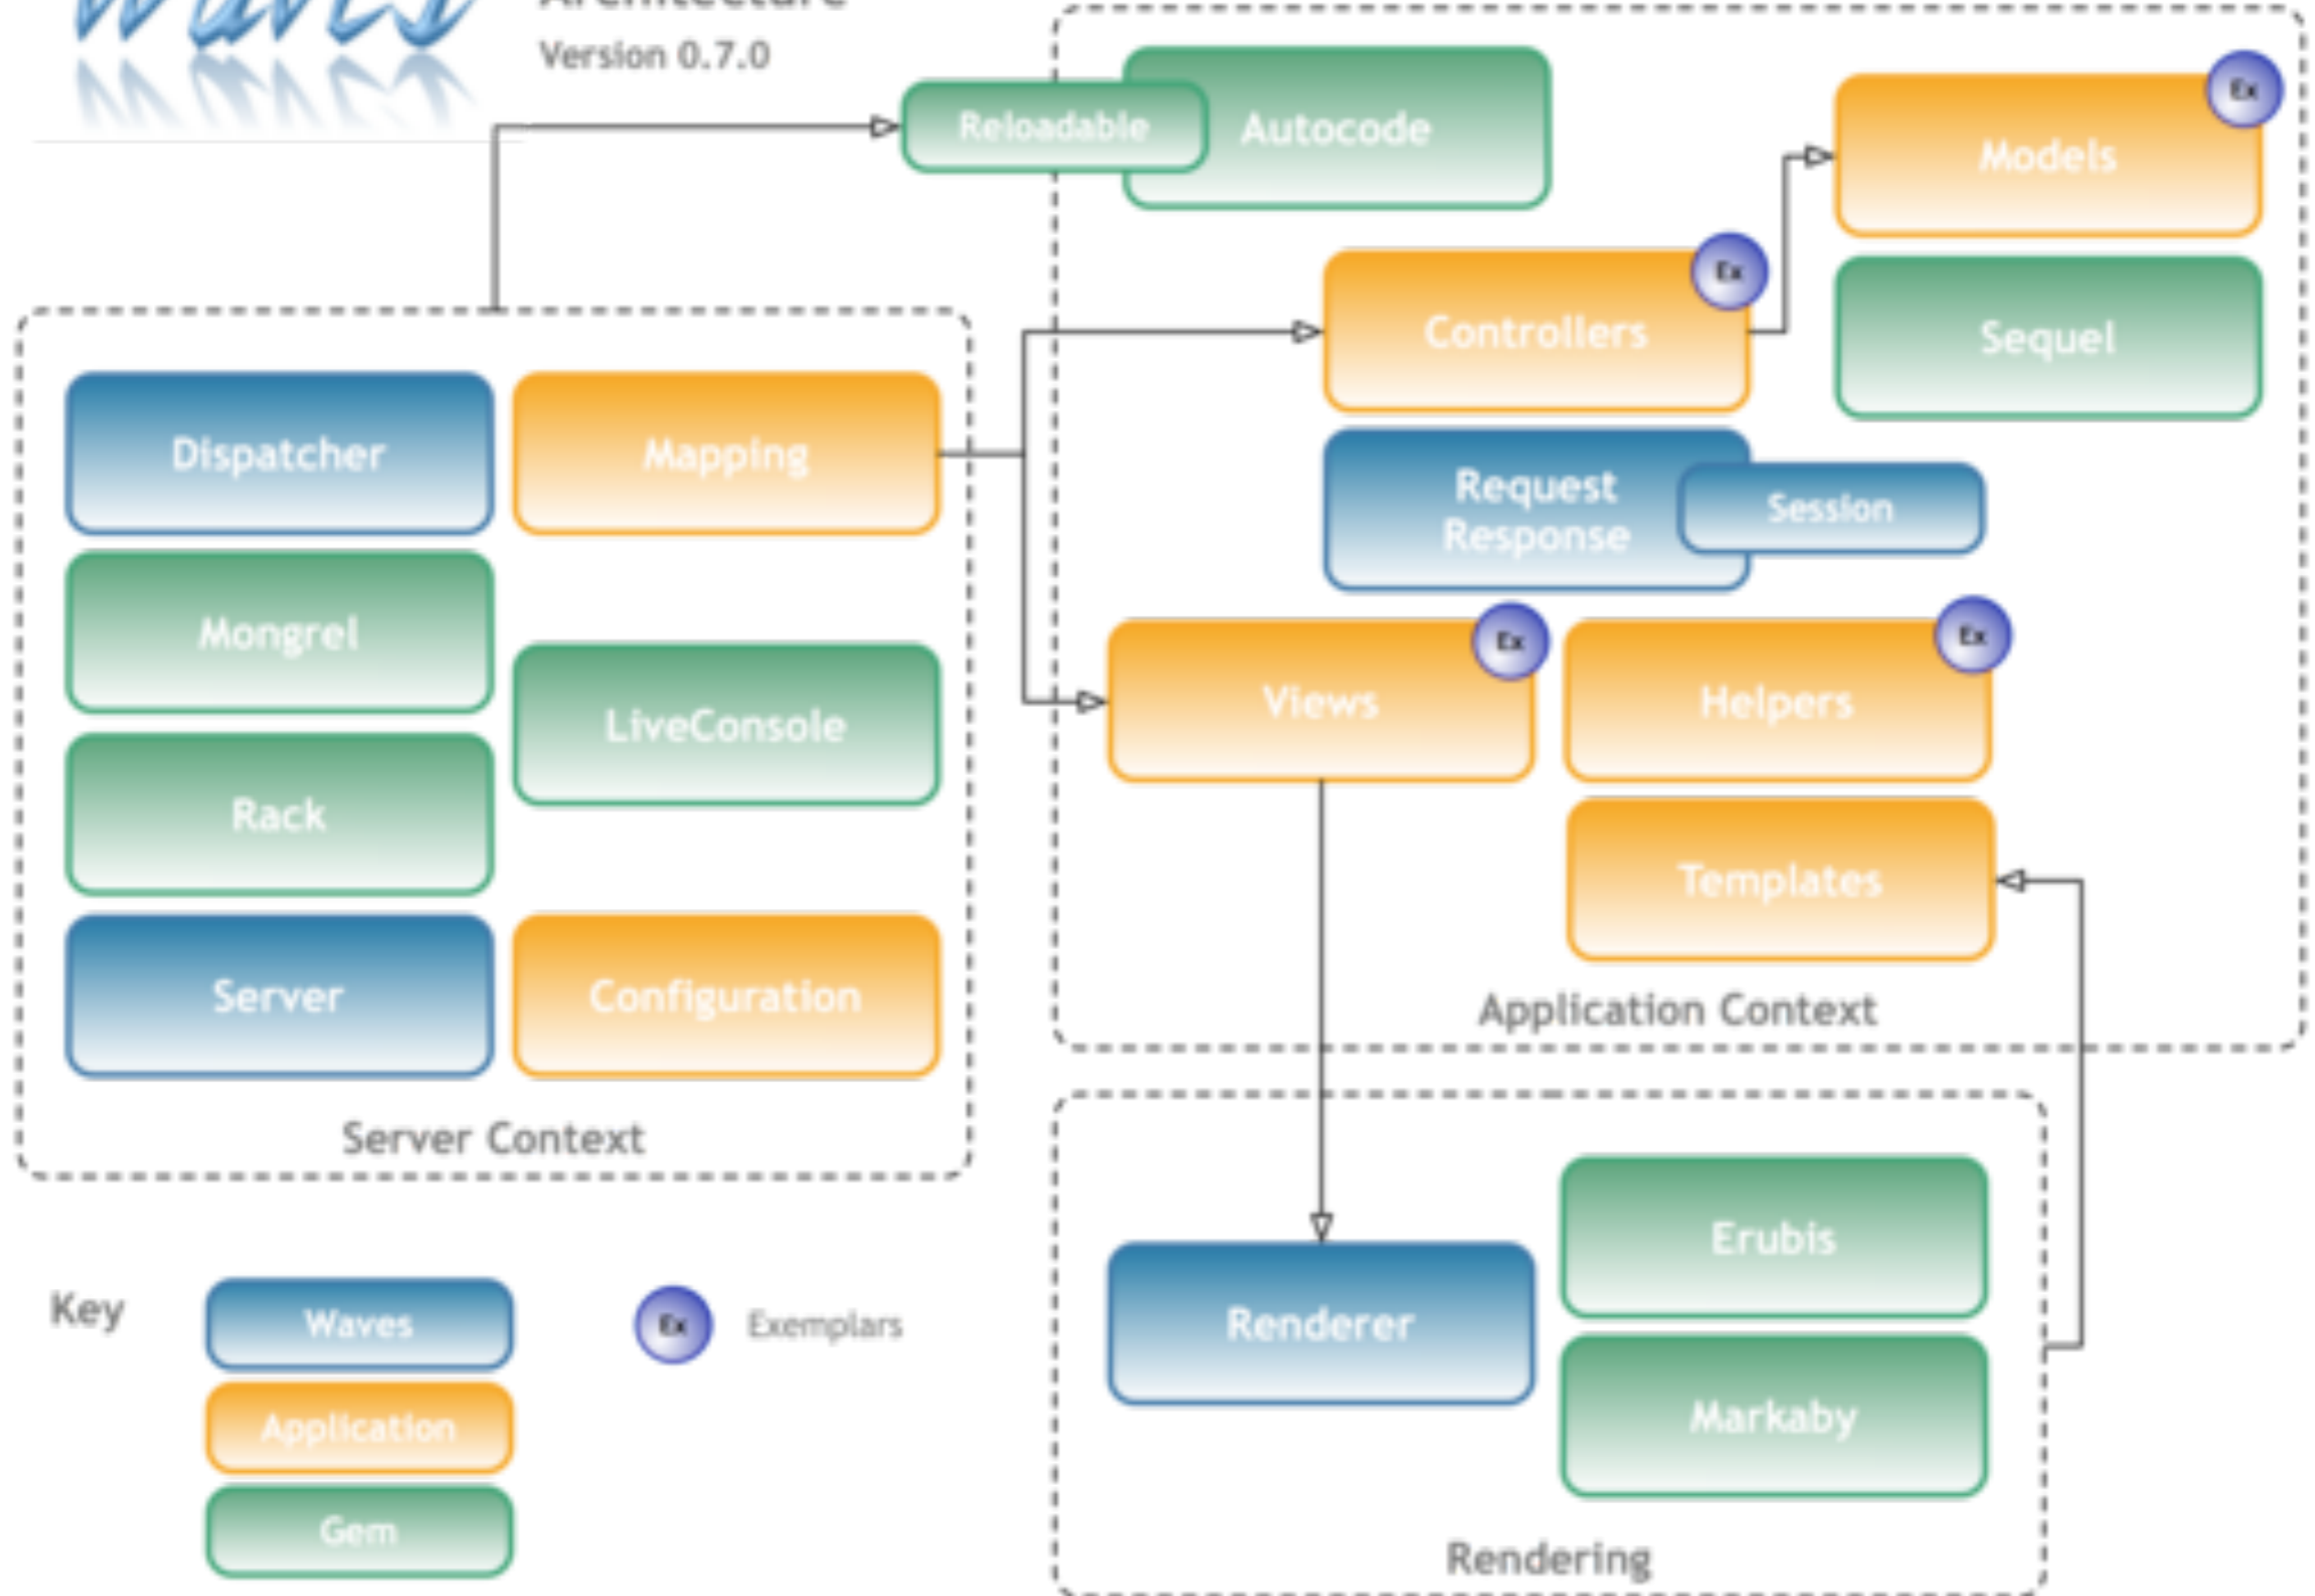 Waves
Architecture
Version 0.7.0
Reloadable
Autocode
Ex
Models
Ex
Controllers
Sequel
Dispatcher
Mapping
Request
Response
Session
Mongrel
Ex
Views
Ex
Helpers
LiveConsole
Rack
Templates
Server
Configuration
Application Context
Server Context
Erubis
Key
Waves
Ex
Exemplars
Renderer
Application
Markaby
Gem
Rendering